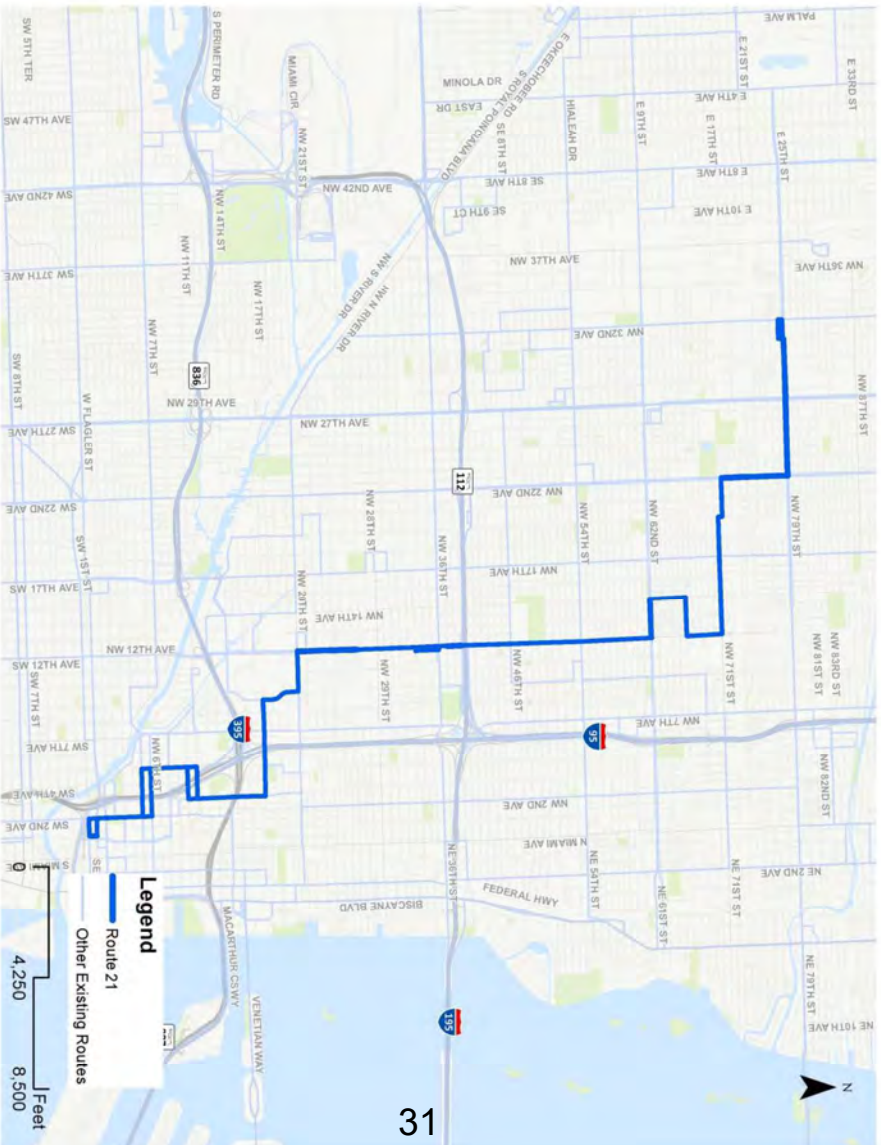 NW 87TH ST
E 33RD ST
NW 36TH AVE
NW 83RD ST
NW 81ST ST
NW 82ND ST
NE 10TH AVE
N
PALM AVE
E 25TH ST
NW 79TH ST
NE 79TH ST
NE 2ND AVE
E 21ST ST
E 4TH AVE
E 17TH ST
E 8TH AVE
E 10TH AVE
NW 71ST ST
NE 71ST ST
NW 7TH AVE
E 9TH ST
NW 62ND ST
NE 61ST ST
NW 32ND AVE
HIALEAH DR
NW 54TH ST
95
NE 54TH ST
N MIAMI AVE
E OKEECHOBEE RD
S ROYAL POINCIANA BLVD
SE 8TH ST
SE 8TH AVE
NW 37TH AVE
NW 22ND AVE
NW 17TH AVE
NW 46TH ST
NW 2ND AVE
FEDERAL HWY
MINOLA DR
EAST DR
SE 9TH CT
112
NW 36TH ST
NE 36TH ST
195
NW 42ND AVE
NW S RIVER DR
NW N RIVER DR
NW 27TH AVE
NW 28TH ST
NW 29TH ST
NW 14TH AVE
BISCAYNE BLVD
MIAMI CIR
NW 21ST ST
NW 20TH ST
NW 17TH ST
VENETIAN WAY
S PERIMETER RD
NW 14TH ST
NW 11TH ST
836
NW 29TH AVE
395
MACARTHUR CSWY
NW 7TH ST
NW 12TH AVE
NW 6TH ST
W FLAGLER ST
SW 1ST ST
SW 5TH TER
SW 47TH AVE
SW 42ND AVE
SW 37TH AVE
SW 8TH ST
SW 27TH AVE
SW 22ND AVE
SW 17TH AVE
SW 12TH AVE
SW 7TH ST
SW 7TH AVE
SW 4TH AVE
SW 2ND AVE
SE
Legend
Route 21
Other Existing Routes
0 4,250 8,500
Feet
31